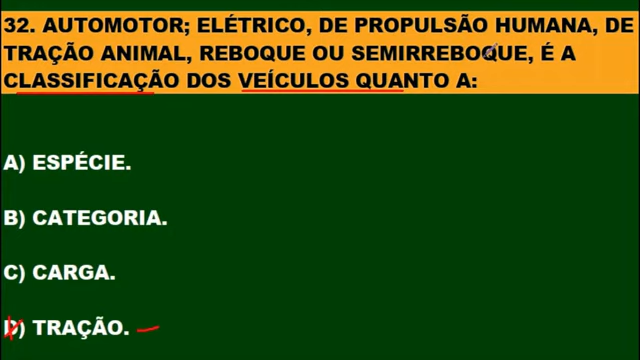 32. AUTOMOTOR; ELÉTRICO, DE PROPULSÃO HUMANA, DE
TRAÇÃO ANIMAL, REBOQUE OU SEMIRREBOQUE, É A
CLASSIFICAÇÃO DOS VEÍCULOS QUANTO A:
A) ESPÉCIE.
B) CATEGORIA.
C) CARGA.
D) TRAÇÃO.